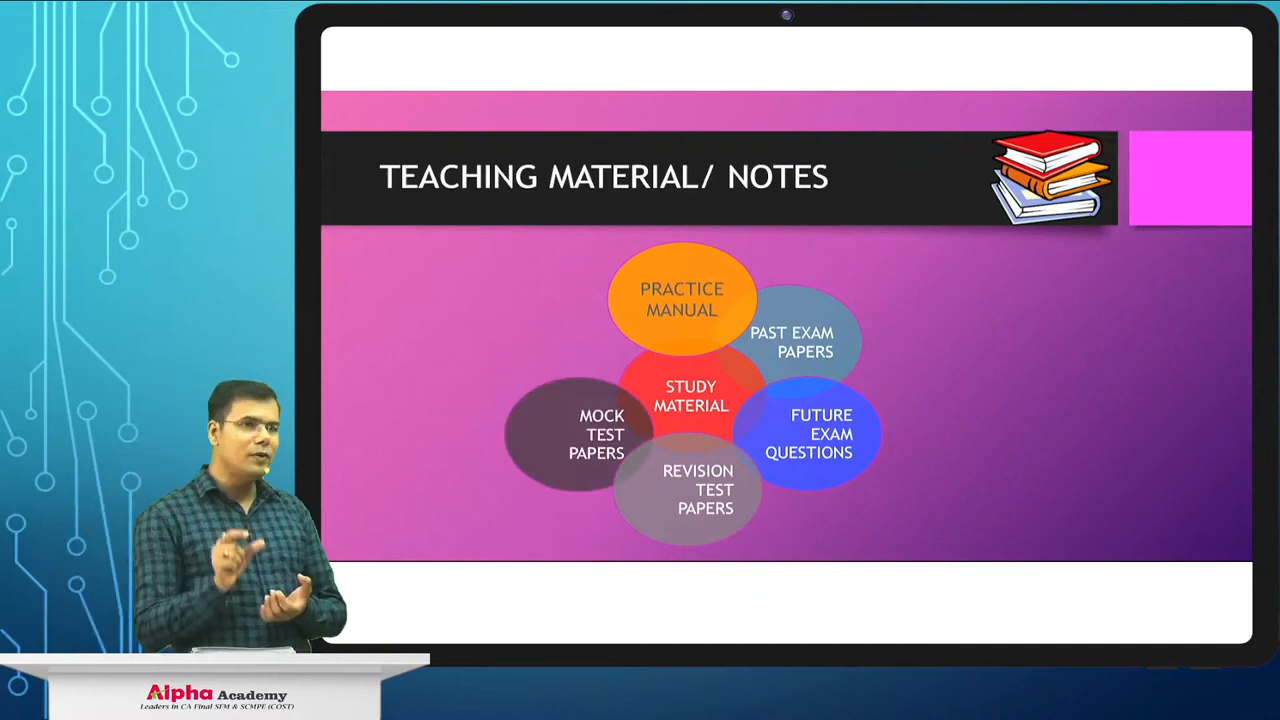 TEACHING MATERIAL/ NOTES
PRACTICE
MANUAL
PAST EXAM
PAPERS
STUDY
MATERIAL
MOCK
TEST
PAPERS
FUTURE
EXAM
QUESTIONS
REVISION
TEST
PAPERS
Alpha Academy
Leaders in CA Final SFM & SCMPE (COST)